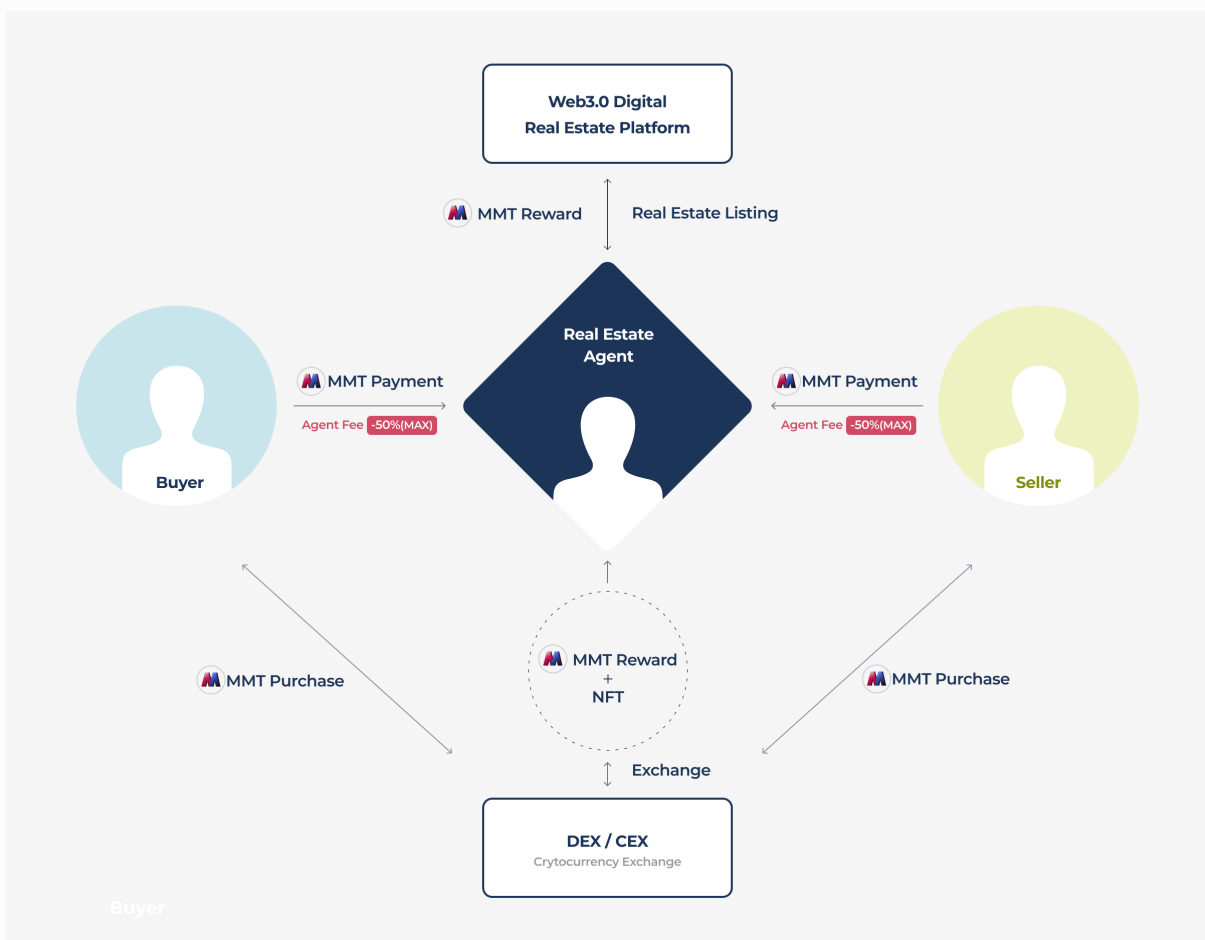 Web3.0 Digital
Real Estate Platform
MMT Reward
Real Estate Listing
Real Estate
Agent
MMT Payment
Agent Fee -50%(MAX)
MMT Payment
Agent Fee -50%(MAX)
Buyer
Seller
MMT Reward
+
NFT
MMT Purchase
MMT Purchase
Exchange
DEX / CEX
Crytocurrency Exchange
Buyer